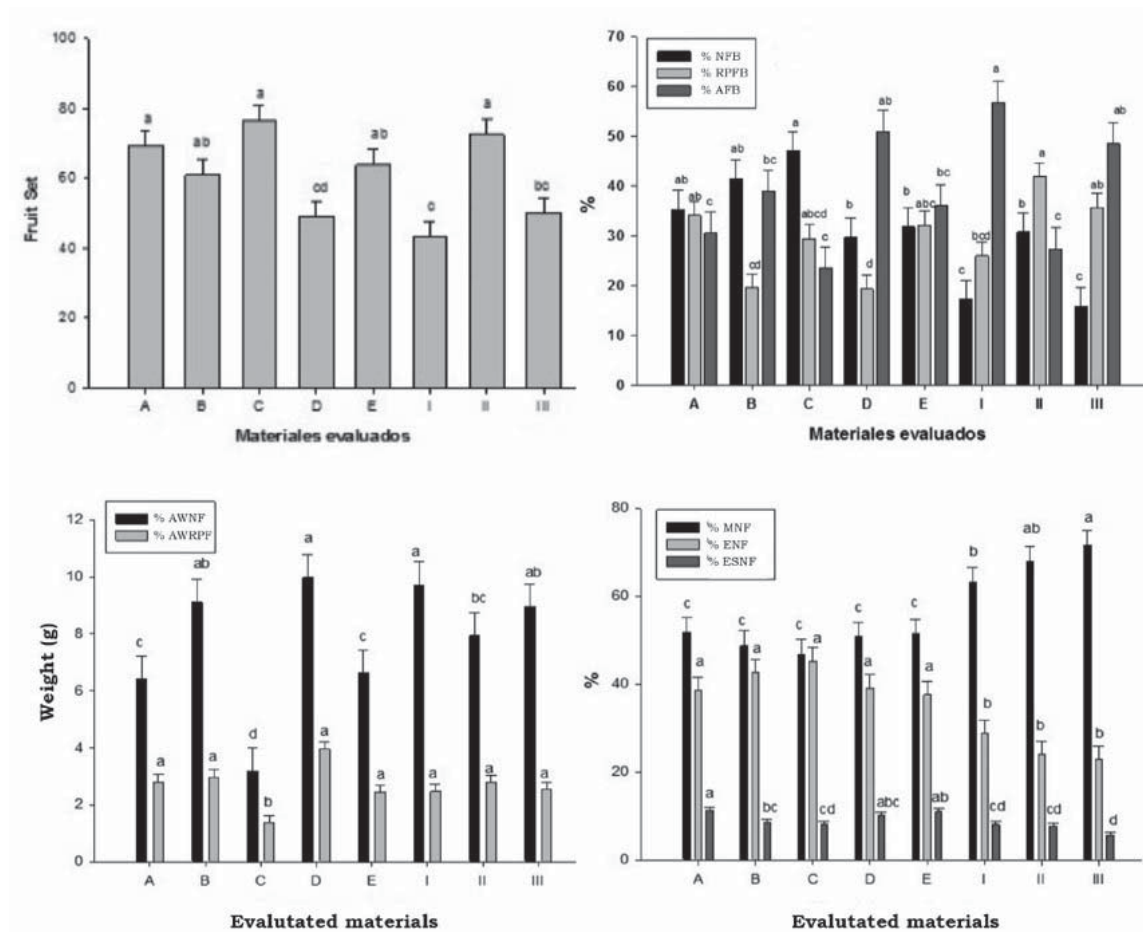 Fruit Set
100
80
60
40
20
0
a ab a cd ab c a bc
A B C D E I II III
Materiales evaluados
%
70
60
50
40
30
20
10
0
% NFB
% RPFB
% AFB
ab ab c
ab cd bc
a abcd c
b d ab
b abc bc
c bcd a
b a c
c ab ab
A B C D E I II III
Materiales evaluados
Weight (g)
12
10
8
6
4
2
0
% AWNF
% AWRPF
c a
ab a
d b
a a
c a
a a
bc a
ab a
A B C D E I II III
Evalutated materials
%
80
60
40
20
0
% MNF
% ENF
% ESNF
c a a
c a bc
c a cd
c a abc
c a ab
b b cd
ab b cd
a b d
A B C D E I II III
Evalutated materials